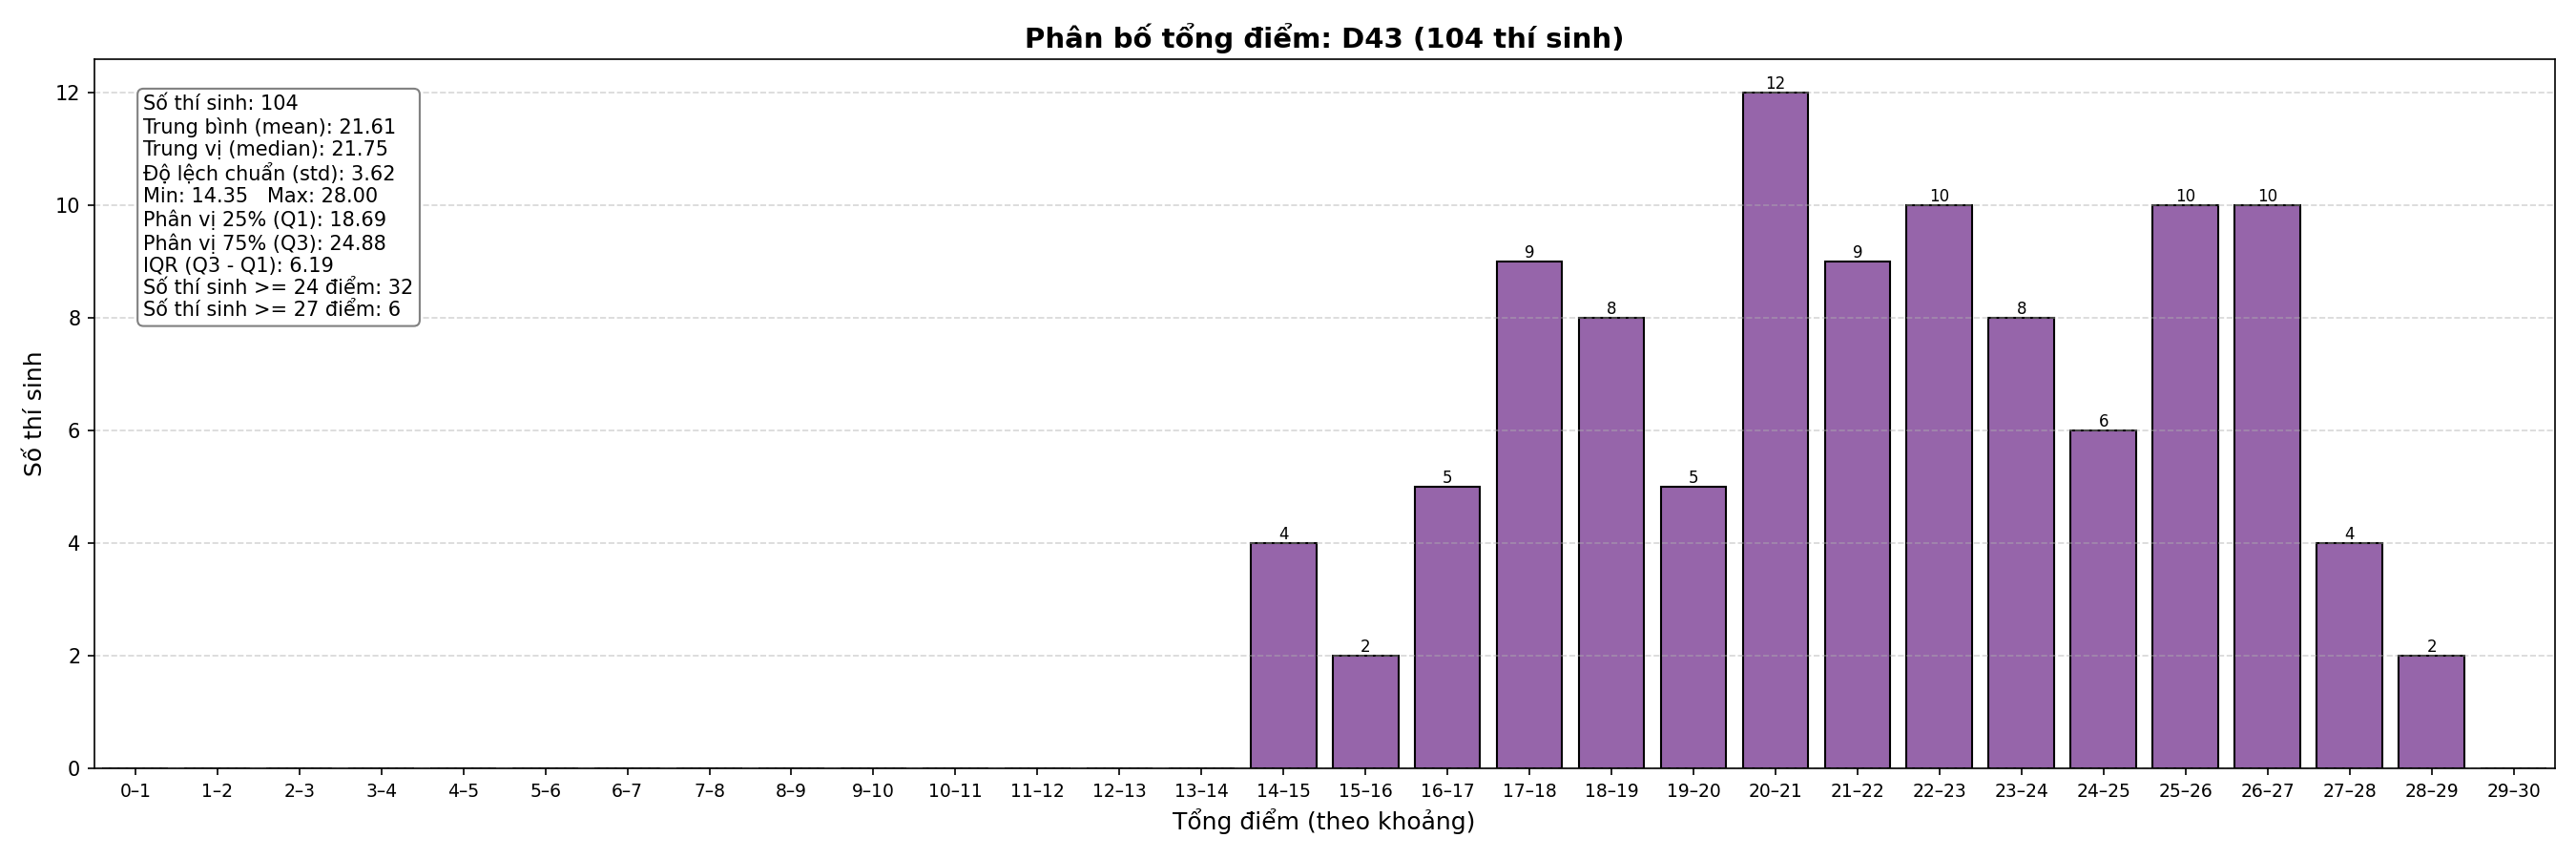 Phân bố tổng điểm: D43 (104 thí sinh)
Số thí sinh: 104
Trung bình (mean): 21.61
Trung vị (median): 21.75
Độ lệch chuẩn (std): 3.62
Min: 14.35   Max: 28.00
Phân vị 25% (Q1): 18.69
Phân vị 75% (Q3): 24.88
IQR (Q3 - Q1): 6.19
Số thí sinh >= 24 điểm: 32
Số thí sinh >= 27 điểm: 6
Số thí sinh
12
10
8
6
4
2
0
4 2 5 9 8 5 12 9 10 8 6 10 10 4 2
0–1 1–2 2–3 3–4 4–5 5–6 6–7 7–8 8–9 9–10 10–11 11–12 12–13 13–14 14–15 15–16 16–17 17–18 18–19 19–20 20–21 21–22 22–23 23–24 24–25 25–26 26–27 27–28 28–29 29–30
Tổng điểm (theo khoảng)